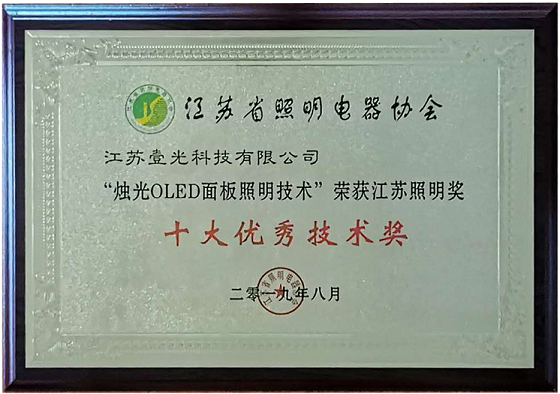 江苏省照明电器协会
江苏壹光科技有限公司
“烛光OLED面板照明技术”荣获江苏照明奖
十大优秀技术奖
二零一九年八月